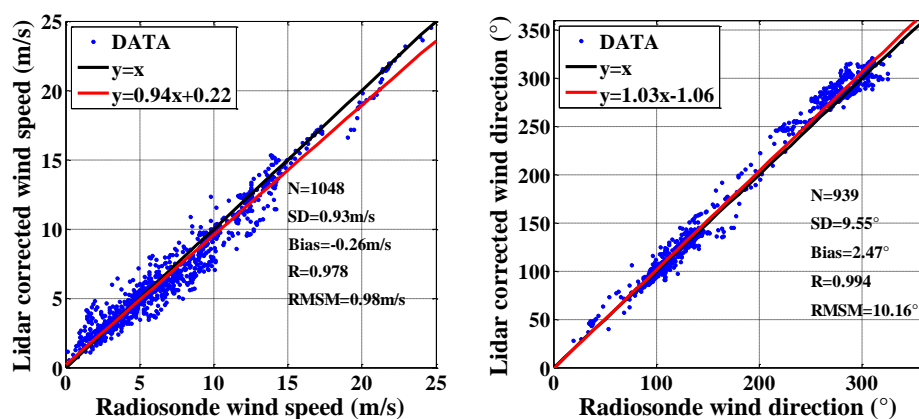 Lidar corrected wind speed (m/s)
25
20
15
10
5
0
DATA
y=x
y=0.94x+0.22
N=1048
SD=0.93m/s
Bias=-0.26m/s
R=0.978
RMSM=0.98m/s
0 5 10 15 20 25
Radiosonde wind speed (m/s)
Lidar corrected wind direction (°)
350
300
250
200
150
100
50
0
DATA
y=x
y=1.03x-1.06
N=939
SD=9.55°
Bias=2.47°
R=0.994
RMSM=10.16°
0 100 200 300
Radiosonde wind direction (°)